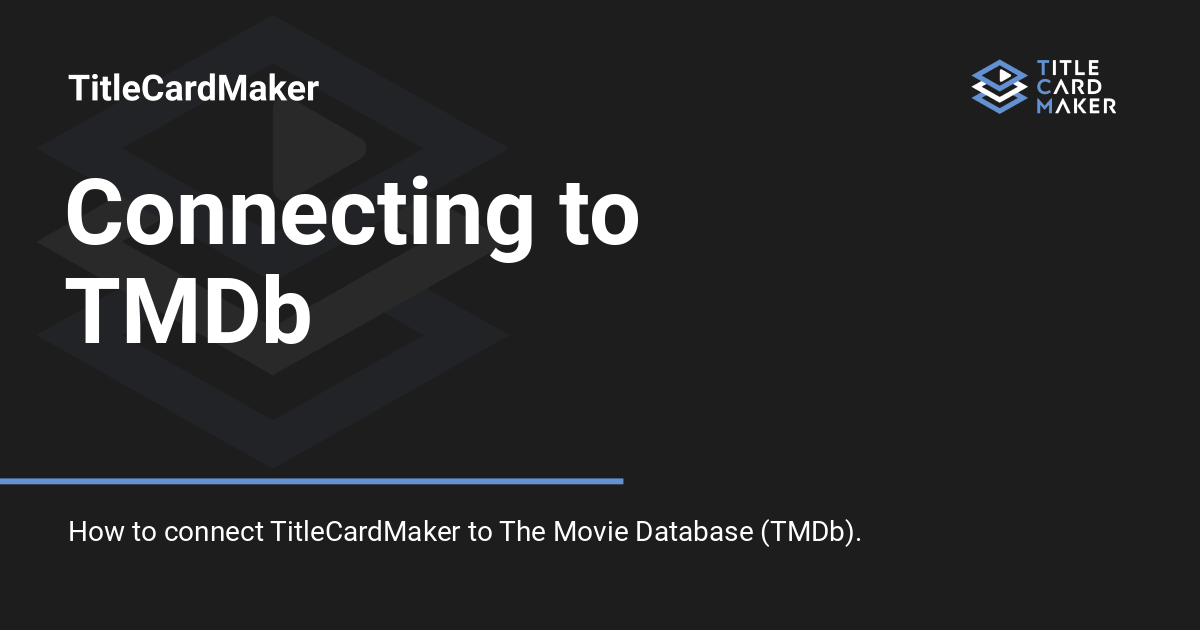 TitleCardMaker
TITLE
CARD
MAKER
Connecting to
TMDb
How to connect TitleCardMaker to The Movie Database (TMDb).